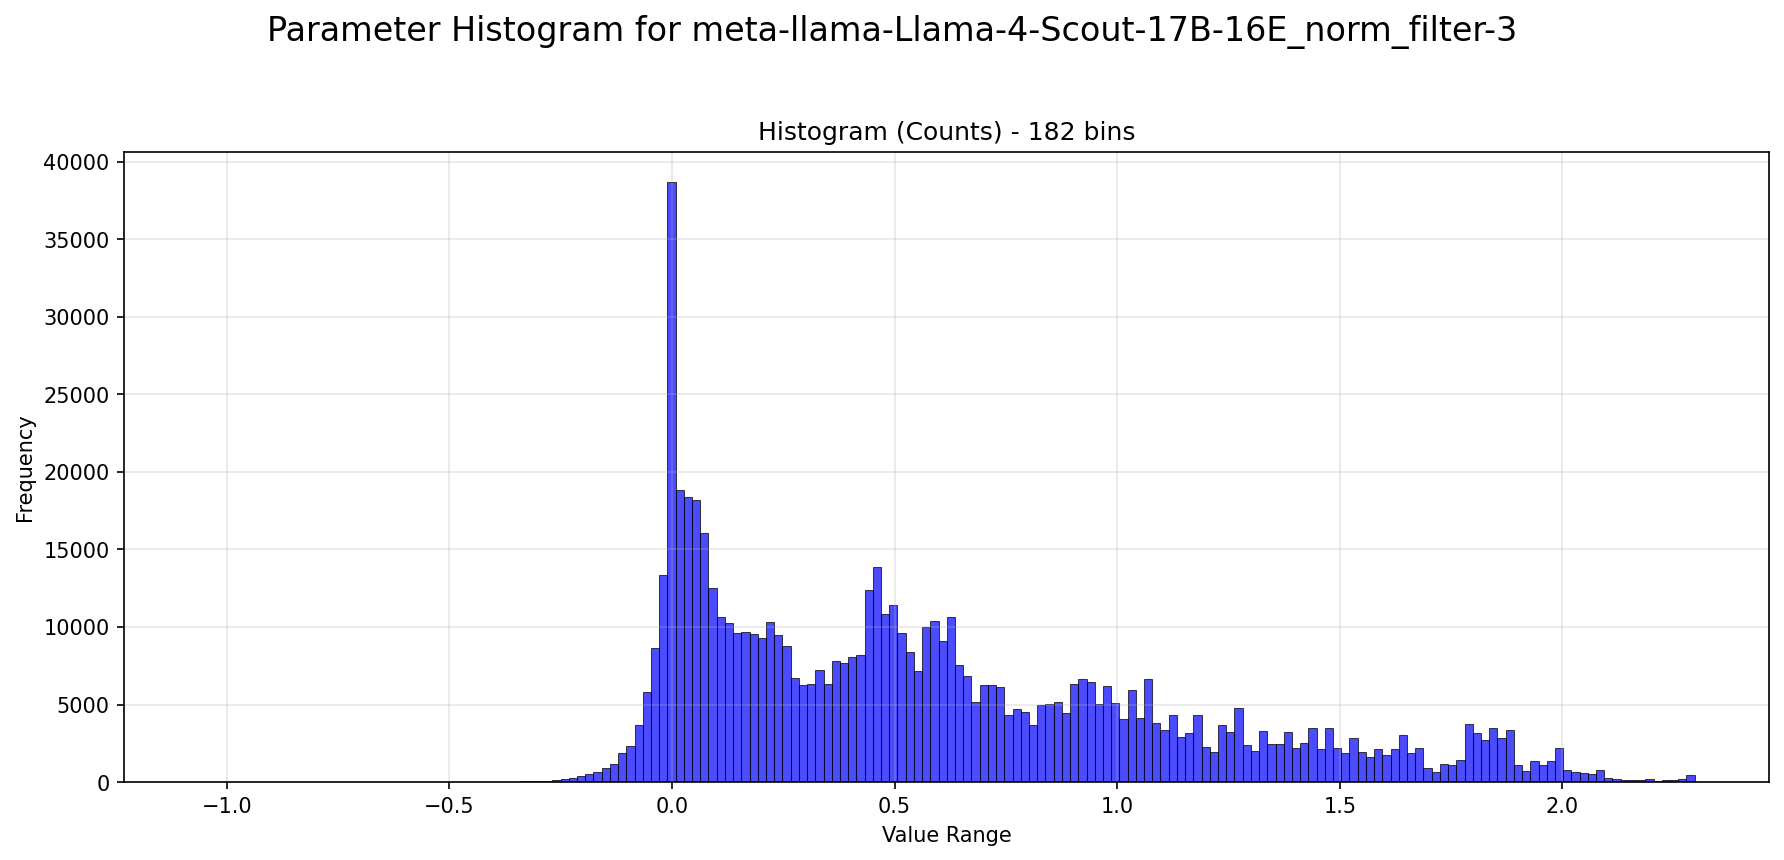 Parameter Histogram for meta-llama-Llama-4-Scout-17B-16E_norm_filter-3
Histogram (Counts) - 182 bins
40000
35000
30000
25000
20000
15000
10000
5000
0
Frequency
−1.0 −0.5 0.0 0.5 1.0 1.5 2.0
Value Range